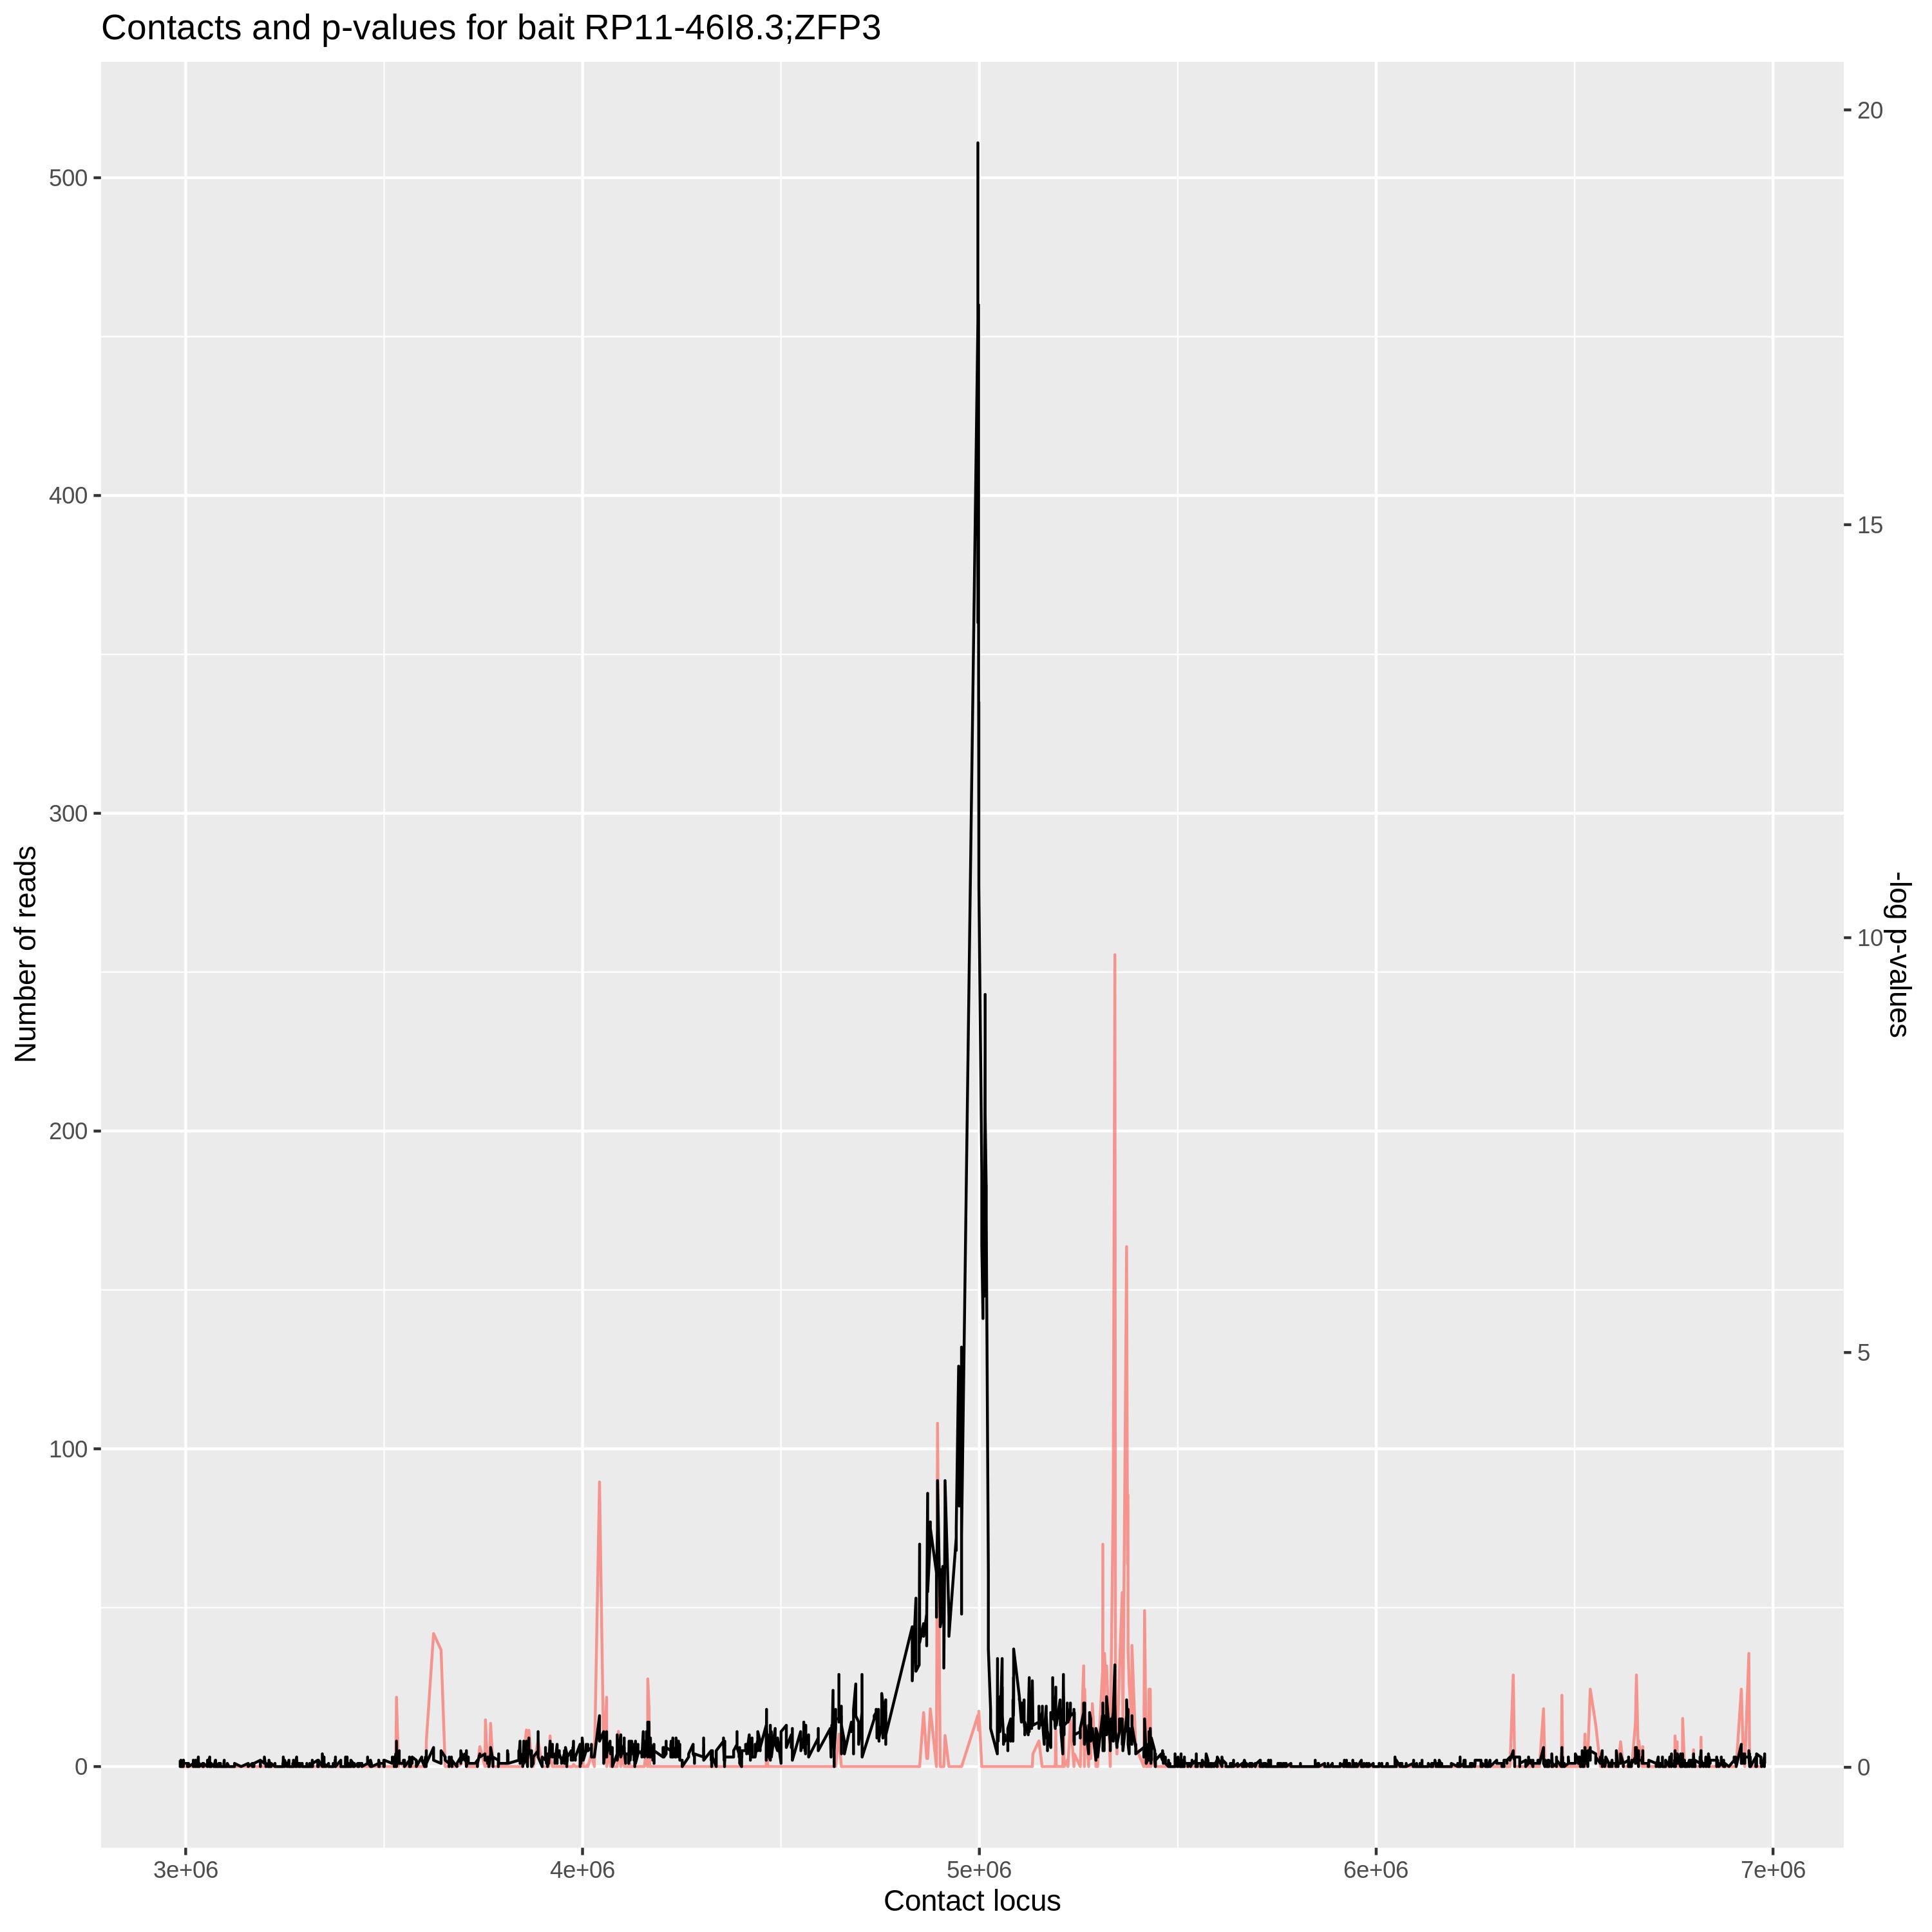 Contacts and p-values for bait RP11-46I8.3;ZFP3
Number of reads
500
400
300
200
100
0
20
15
10
5
0
-log p-values
3e+06 4e+06 5e+06 6e+06 7e+06
Contact locus